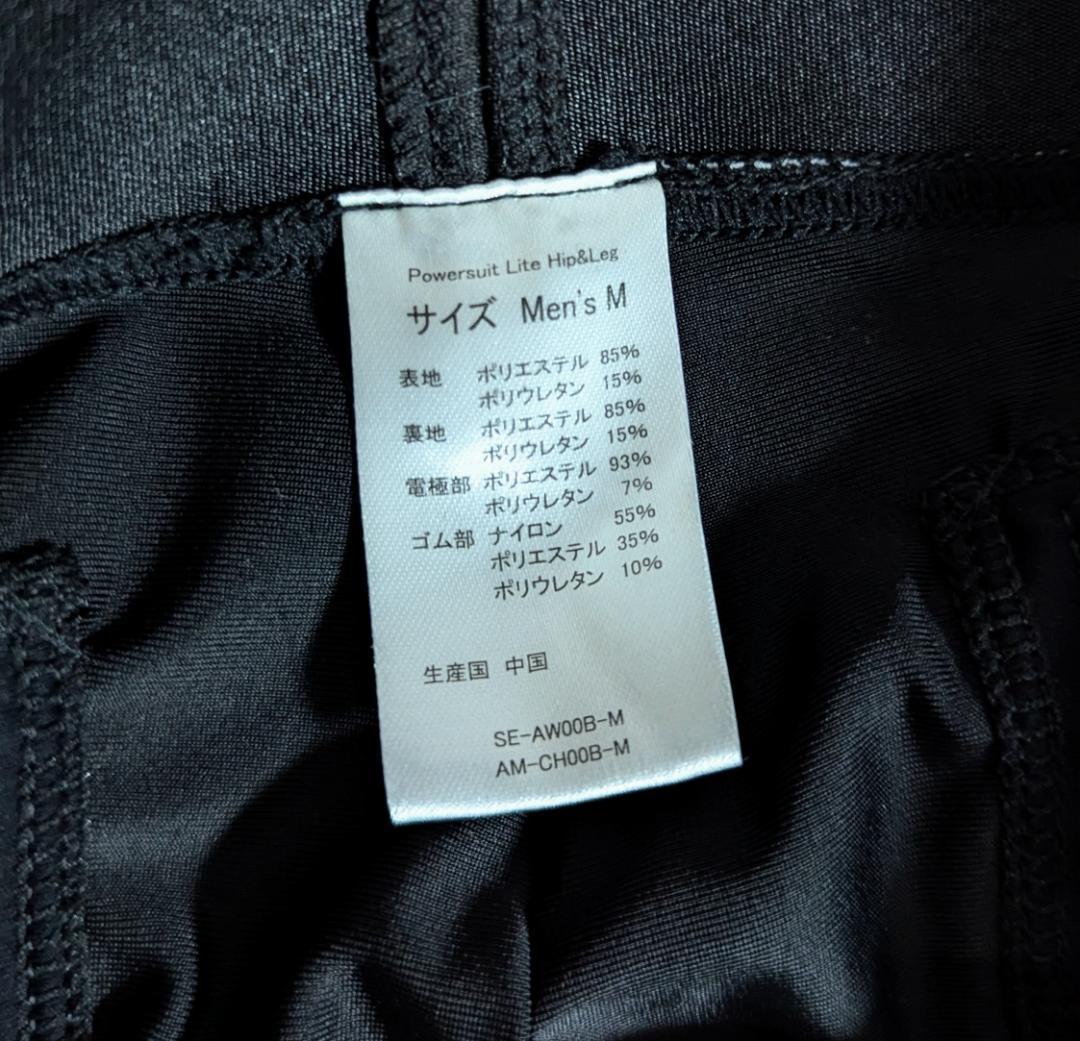 Powersuit Lite Hip&Leg
サイズ Men's M
表地 ポリエステル 85%
ポリウレタン 15%
裏地 ポリエステル 85%
ポリウレタン 15%
電極部 ポリエステル 93%
ポリウレタン 7%
ゴム部 ナイロン 55%
ポリエステル 35%
ポリウレタン 10%
生産国 中国
SE-AW00B-M
AM-CH00B-M